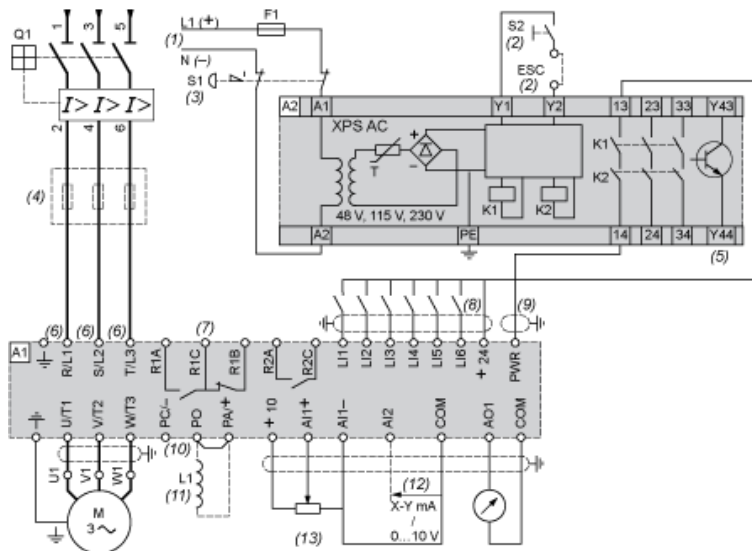 1 3 5
Q1
I> I> I>
2 4 6
(4)
L1 (+) F1
(1)
N (–)
S1
(3)
S2
(2)
ESC
(2)
A2 A1 Y1 Y2 13 23 33 Y43
XPS AC
+
–
T
K1
K2
K1 K2
48 V, 115 V, 230 V
A2 PE 14 24 34 Y44
(5)
(6) (6) (6) (7) (8) (9)
A1
R/L1 S/L2 T/L3 R1A R1C R1B R2A R2C LI1 LI2 LI3 LI4 LI5 LI6 + 24 PWR
U/T1 V/T2 W/T3 PC/– PO PA/+ + 10 AI1+ AI1– AI2 COM AO1 COM
(10)
U1 V1 W1
L1
(11)
(12)
X-Y mA
/
0...10 V
M
3 ~
(13)